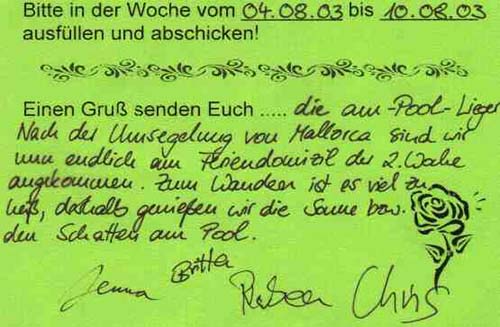 Bitte in der Woche vom 04.08.03 bis 10.08.03
ausfüllen und abschicken!
Einen Gruß senden Euch ..... die am-Pool-Lieger
Nach der Umsegelung von Mallorca sind wir
nun endlich am Feriendomizil der 2. Woche
angekommen. Zum Wandern ist es viel zu
heiß, deshalb genießen wir die Sonne bzw.
den Schatten am Pool.
Jenna Britta Ruben Chris